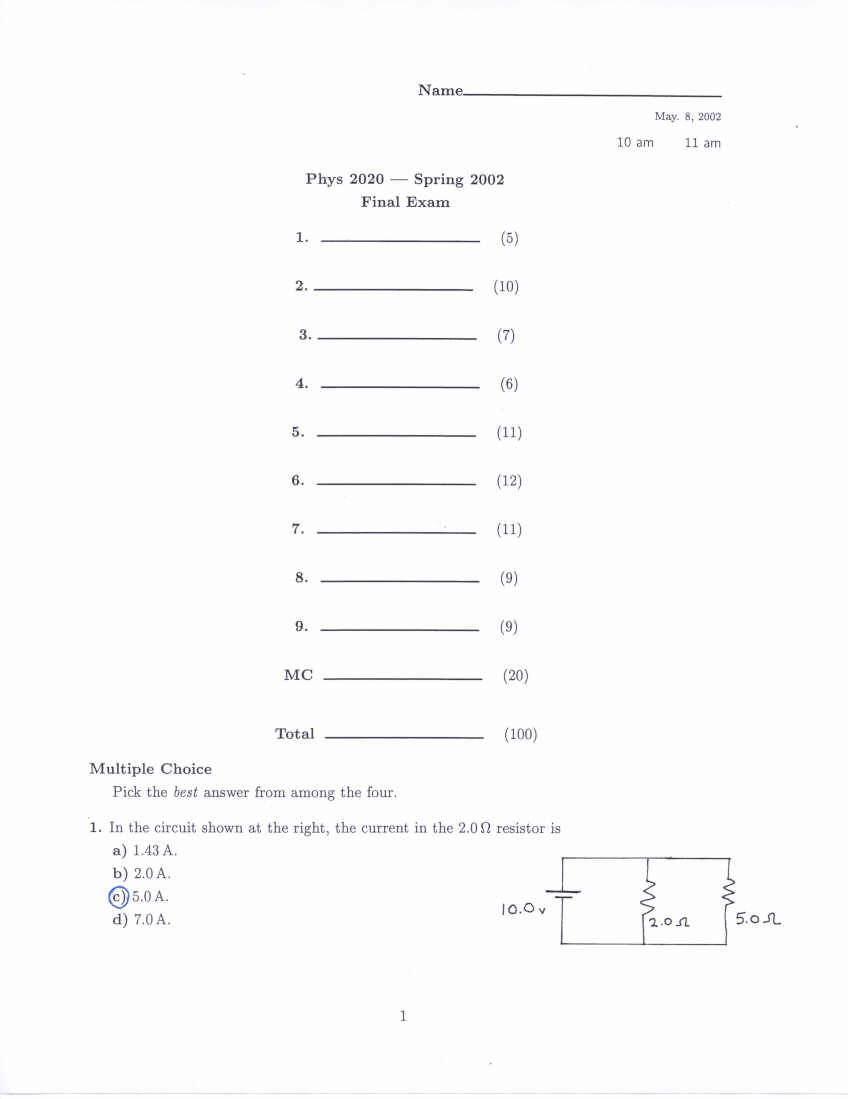 Name
May. 8, 2002
10 am 11 am
Phys 2020 — Spring 2002
Final Exam
1. (5)
2. (10)
3. (7)
4. (6)
5. (11)
6. (12)
7. (11)
8. (9)
9. (9)
MC (20)
Total (100)
Multiple Choice
Pick the best answer from among the four.
1. In the circuit shown at the right, the current in the 2.0 Ω resistor is
a) 1.43 A.
b) 2.0 A.
c) 5.0 A.
d) 7.0 A.
10.0 v
2.0 Ω
5.0 Ω
1